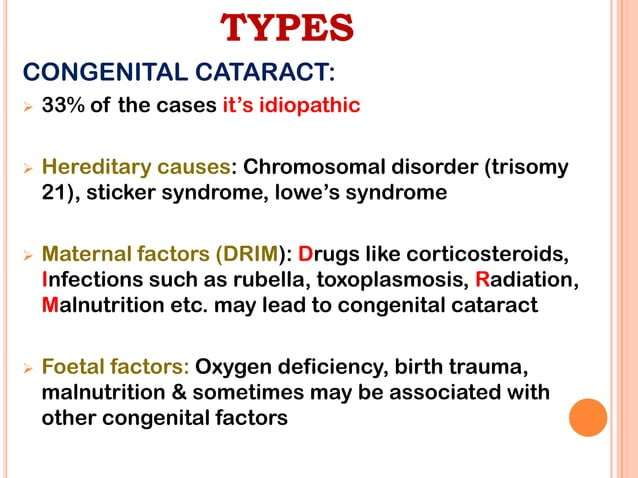 TYPES
CONGENITAL CATARACT:
➢ 33% of the cases it’s idiopathic
➢ Hereditary causes: Chromosomal disorder (trisomy
21), sticker syndrome, lowe’s syndrome
➢ Maternal factors (DRIM): Drugs like corticosteroids,
Infections such as rubella, toxoplasmosis, Radiation,
Malnutrition etc. may lead to congenital cataract
➢ Foetal factors: Oxygen deficiency, birth trauma,
malnutrition & sometimes may be associated with
other congenital factors